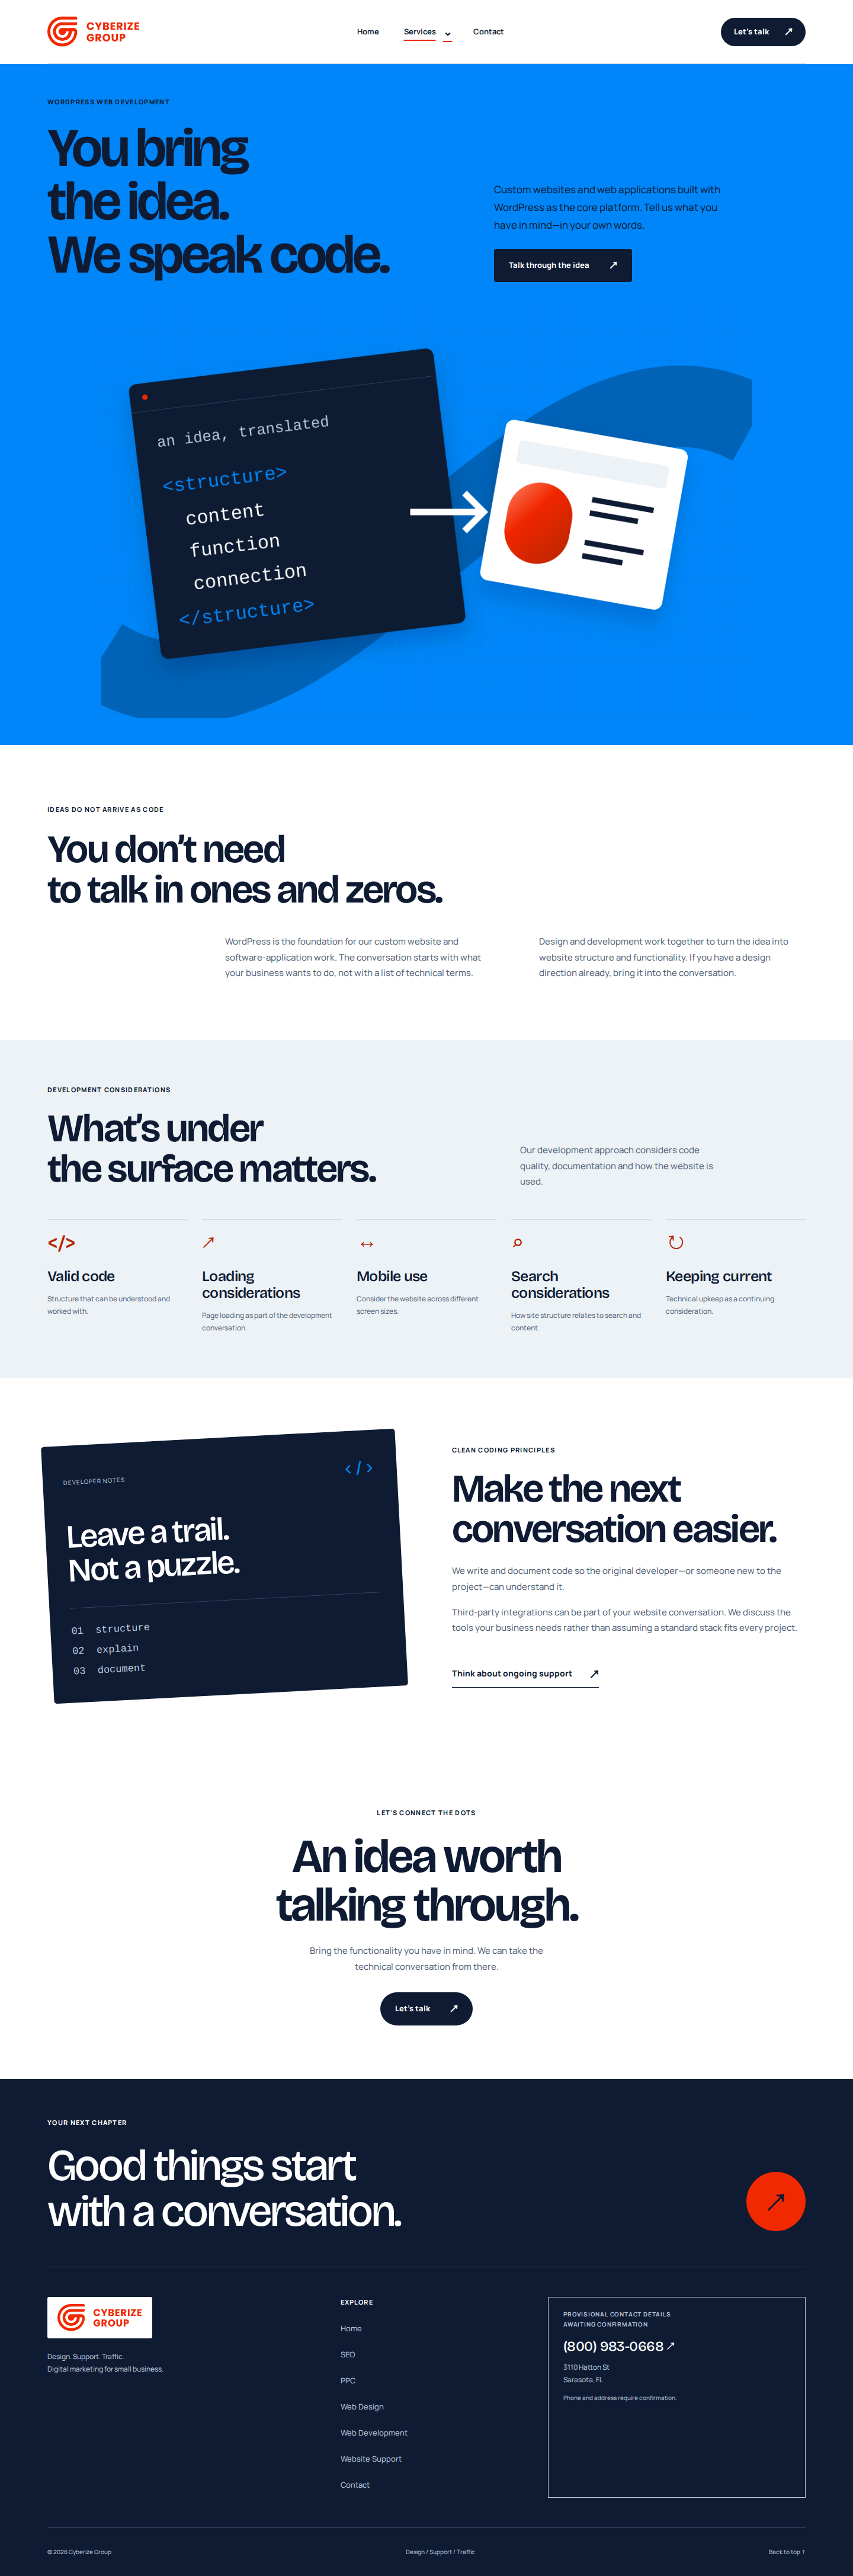 CYBERIZE
GROUP
Home
Services
Contact
Let's talk ↗
WORDPRESS WEB DEVELOPMENT
You bring
the idea.
We speak code.
Custom websites and web applications built with
WordPress as the core platform. Tell us what you
have in mind—in your own words.
Talk through the idea ↗
an idea, translated
<structure>
content
function
connection
</structure>
IDEAS DO NOT ARRIVE AS CODE
You don't need
to talk in ones and zeros.
WordPress is the foundation for our custom website and
software-application work. The conversation starts with what
your business wants to do, not with a list of technical terms.
Design and development work together to turn the idea into
website structure and functionality. If you have a design
direction already, bring it into the conversation.
DEVELOPMENT CONSIDERATIONS
What's under
the surface matters.
Our development approach considers code
quality, documentation and how the website is
used.
</>
Valid code
Structure that can be understood and
worked with.
↗
Loading
considerations
Page loading as part of the development
conversation.
↔
Mobile use
Consider the website across different
screen sizes.
⌕
Search
considerations
How site structure relates to search and
content.
↻
Keeping current
Technical upkeep as a continuing
consideration.
DEVELOPER NOTES
‹/›
Leave a trail.
Not a puzzle.
01 structure
02 explain
03 document
CLEAN CODING PRINCIPLES
Make the next
conversation easier.
We write and document code so the original developer—or someone new to the
project—can understand it.
Third-party integrations can be part of your website conversation. We discuss the
tools your business needs rather than assuming a standard stack fits every project.
Think about ongoing support ↗
LET'S CONNECT THE DOTS
An idea worth
talking through.
Bring the functionality you have in mind. We can take the
technical conversation from there.
Let's talk ↗
YOUR NEXT CHAPTER
Good things start
with a conversation.
↗
CYBERIZE
GROUP
Design. Support. Traffic.
Digital marketing for small business.
EXPLORE
Home
SEO
PPC
Web Design
Web Development
Website Support
Contact
PROVISIONAL CONTACT DETAILS
AWAITING CONFIRMATION
(800) 983-0668 ↗
3110 Hatton St
Sarasota, FL
Phone and address require confirmation.
© 2026 Cyberize Group
Design / Support / Traffic
Back to top ↑